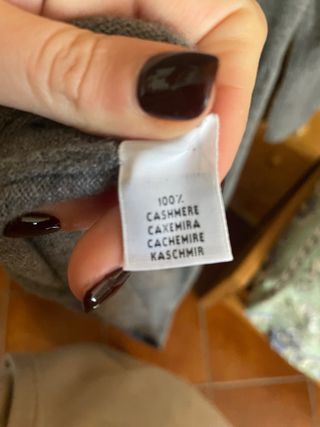 100%
CASHMERE
CAXEMIRA
CACHEMIRE
KASCHMIR